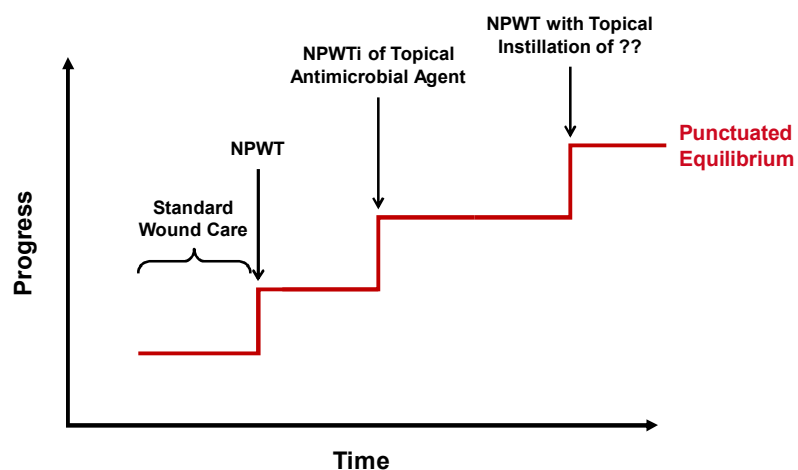 NPWT with Topical
Instillation of ??
NPWTi of Topical
Antimicrobial Agent
Punctuated
Equilibrium
NPWT
Standard
Wound Care
Progress
Time